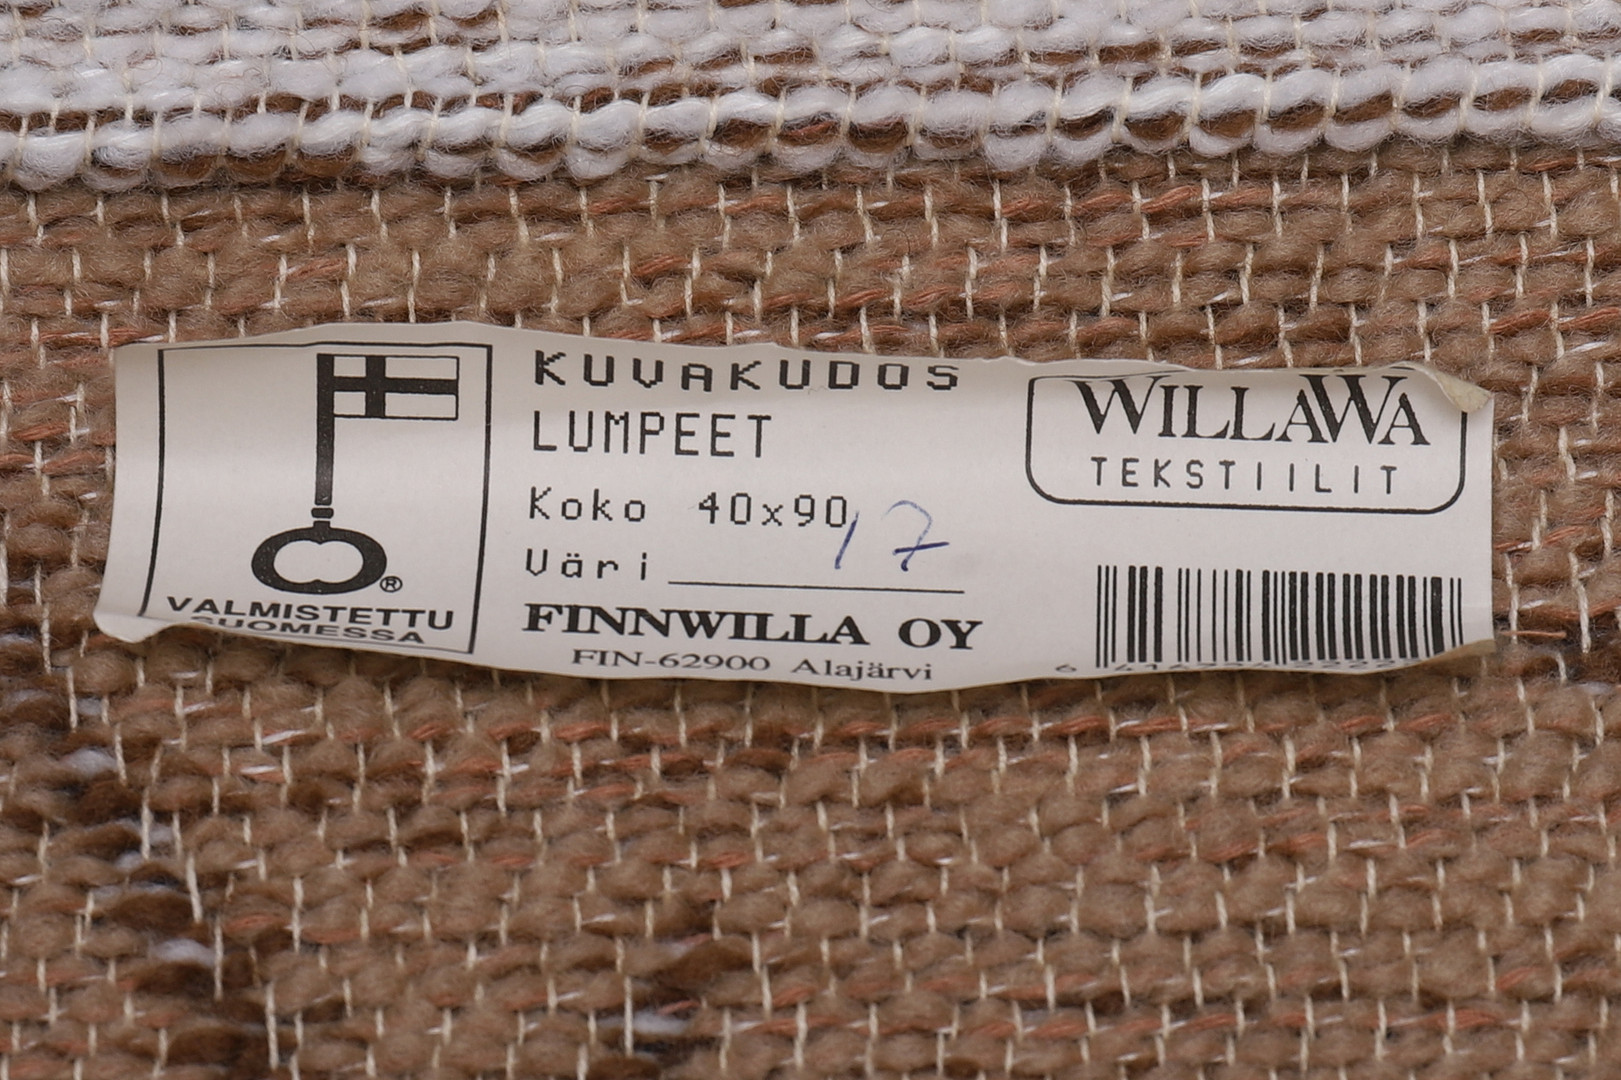 KUVAKUDOS
LUMPEET
Koko 40x90
Väri 17
FINNWILLA OY
FIN-62900 Alajärvi
VALMISTETTU
SUOMESSA
®
WILLAWA
TEKSTIILIT